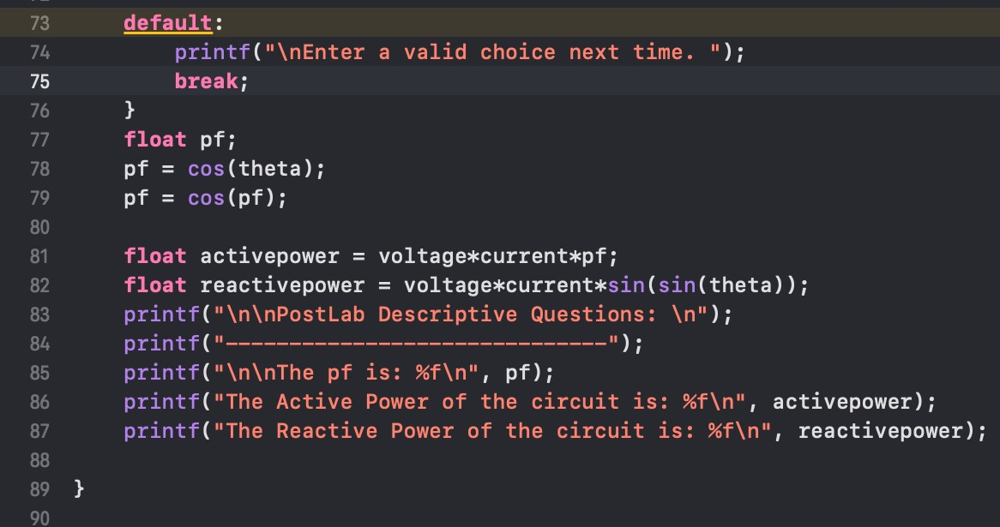 73 default:
74 printf("\nEnter a valid choice next time. ");
75 break;
76 }
77 float pf;
78 pf = cos(theta);
79 pf = cos(pf);
80
81 float activepower = voltage*current*pf;
82 float reactivepower = voltage*current*sin(sin(theta));
83 printf("\n\nPostLab Descriptive Questions: \n");
84 printf("------------------------------");
85 printf("\n\nThe pf is: %f\n", pf);
86 printf("The Active Power of the circuit is: %f\n", activepower);
87 printf("The Reactive Power of the circuit is: %f\n", reactivepower);
88
89 }
90